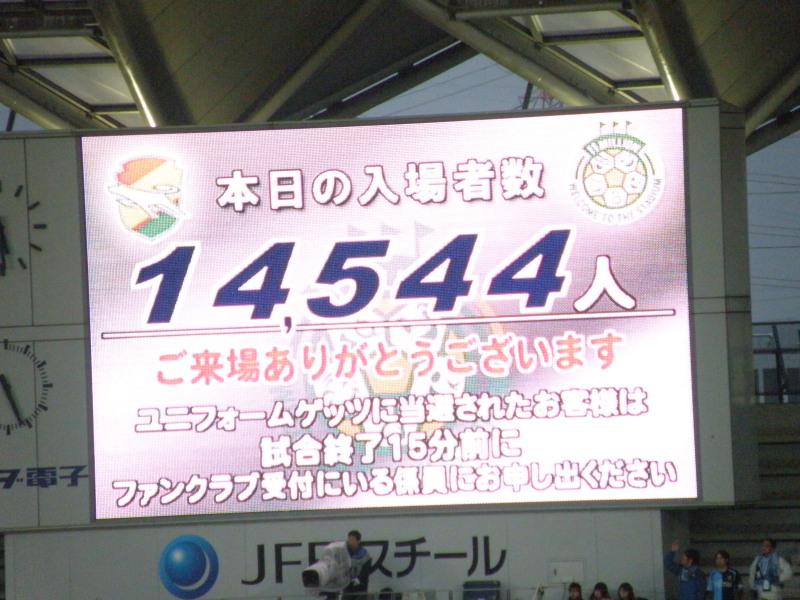 本日の入場者数
WELCOME TO THE STADIUM
14,544人
ご来場ありがとうございます
ユニフォームゲッツに当選されたお客様は
試合終了15分前に
ファンクラブ受付にいる係員にお申し出ください
電子
JFE スチール